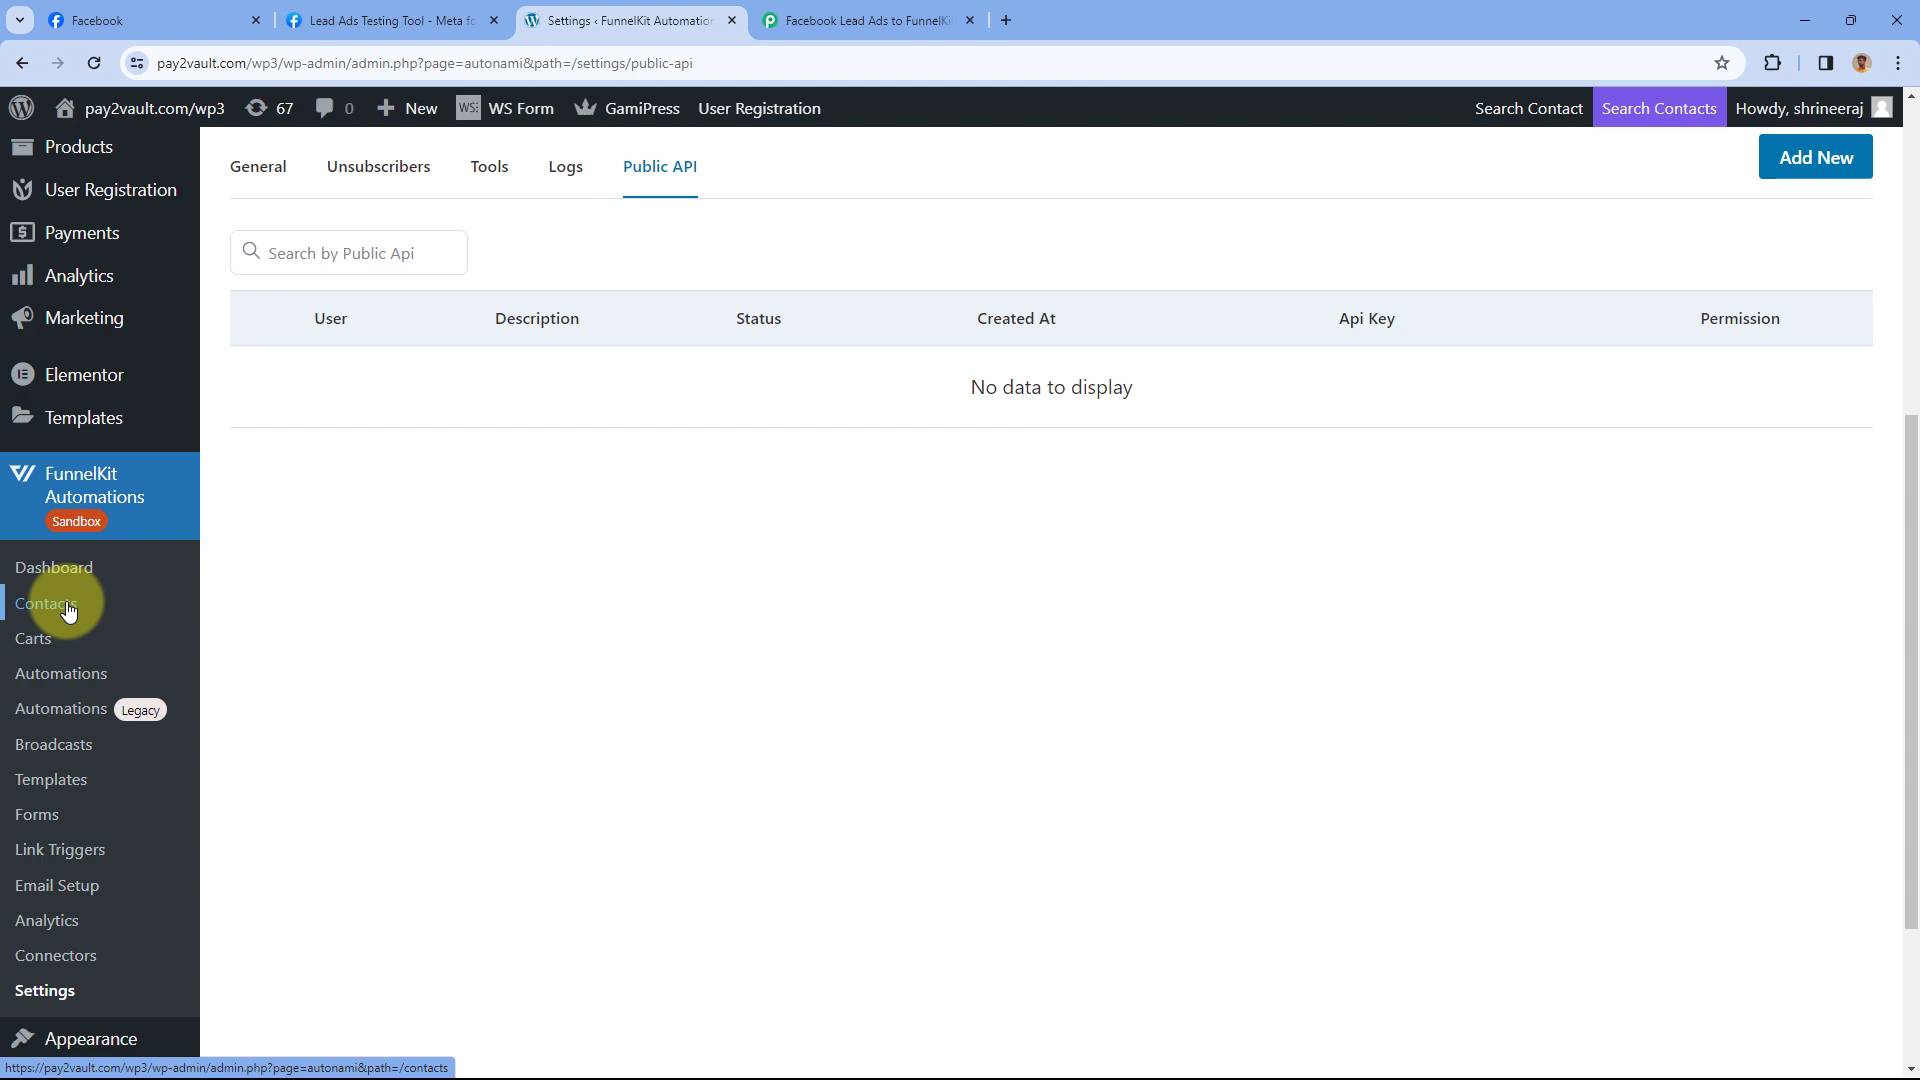 Facebook
Lead Ads Testing Tool - Meta fo
Settings ‹ FunnelKit Automation
Facebook Lead Ads to FunnelKi
pay2vault.com/wp3/wp-admin/admin.php?page=autonami&path=/settings/public-api
pay2vault.com/wp3
67
0
New
WS Form
GamiPress
User Registration
Search Contact
Search Contacts
Howdy, shrineeraj
Products
User Registration
Payments
Analytics
Marketing
Elementor
Templates
FunnelKit
Automations
Sandbox
Dashboard
Contacts
Carts
Automations
Automations Legacy
Broadcasts
Templates
Forms
Link Triggers
Email Setup
Analytics
Connectors
Settings
Appearance
General
Unsubscribers
Tools
Logs
Public API
Add New
Search by Public Api
User
Description
Status
Created At
Api Key
Permission
No data to display
https://pay2vault.com/wp3/wp-admin/admin.php?page=autonami&path=/contacts